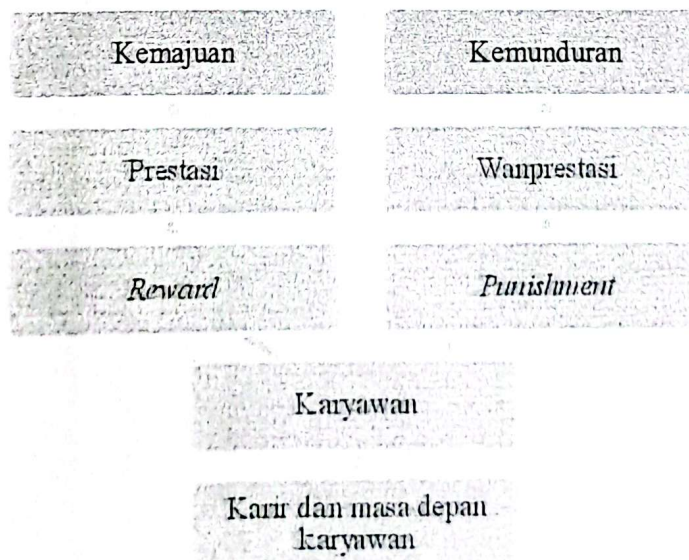 Kemajuan
Kemunduran
Prestasi
Wanprestasi
Reward
Punishment
Karyawan
Karir dan masa depan
karyawan